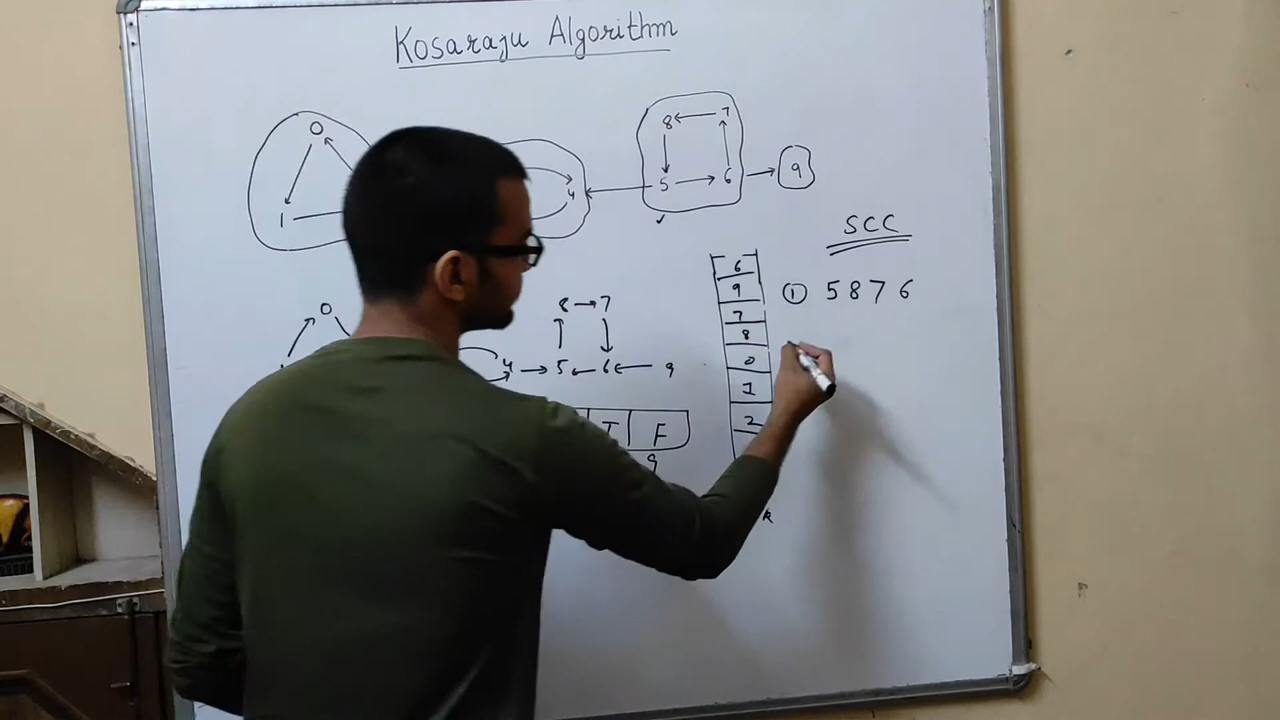 Kosaraju Algorithm
0
8 7
1 4 5 6 9
SCC
6
9
7
8
0
1
2
① 5 8 7 6
0 8 7
4 5 6 9
T F
9